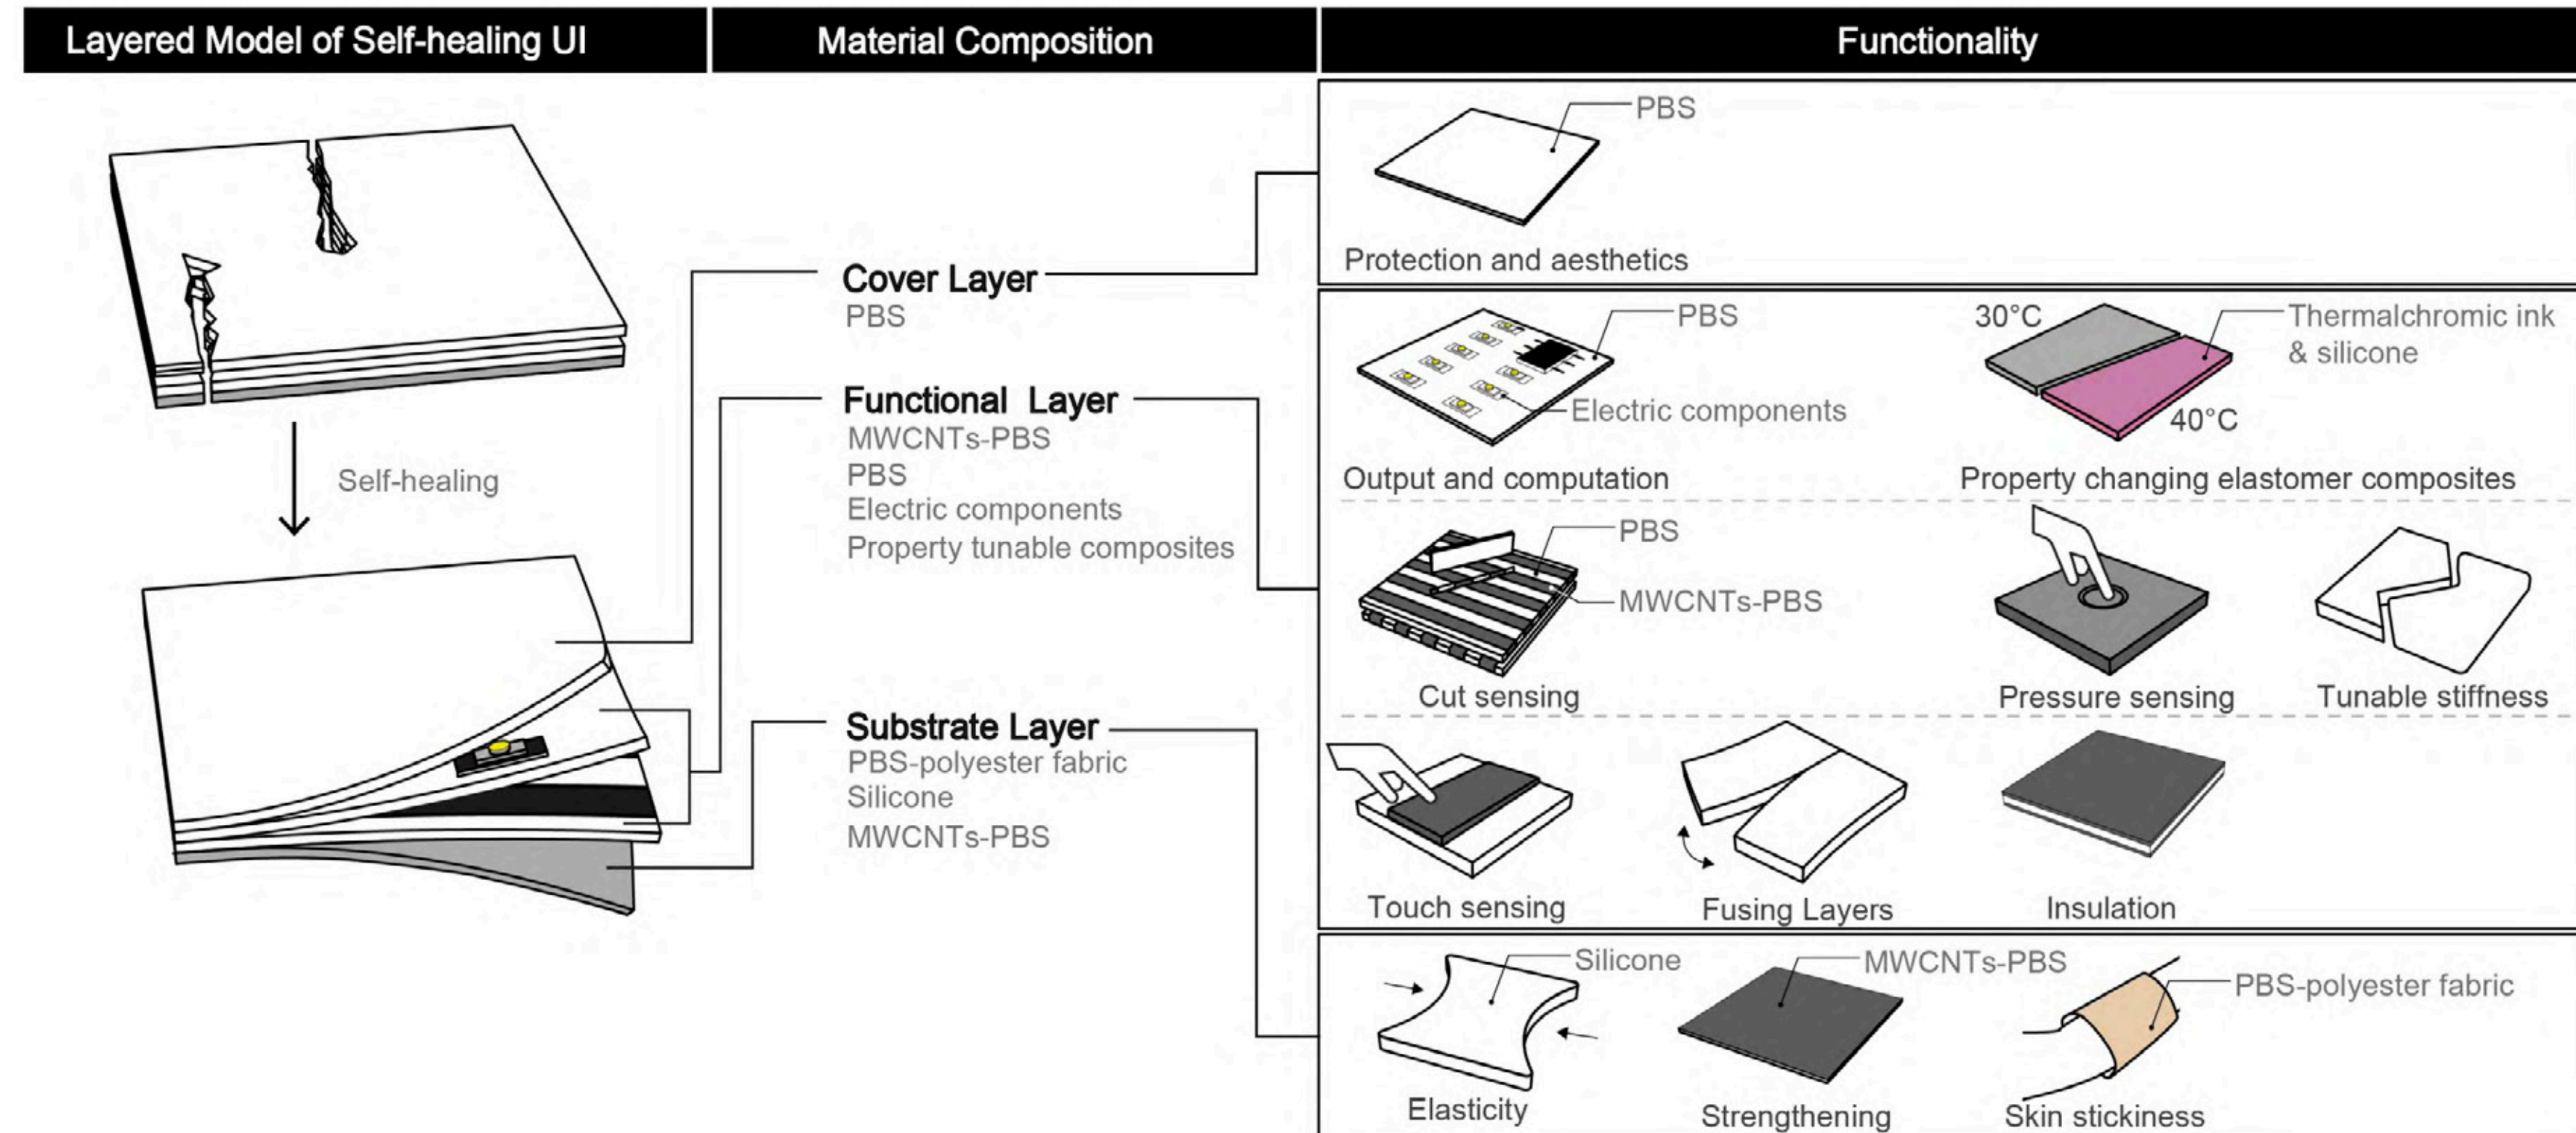 Layered Model of Self-healing UI
Material Composition
Functionality
Self-healing
Cover Layer
PBS
Functional Layer
MWCNTs-PBS
PBS
Electric components
Property tunable composites
Substrate Layer
PBS-polyester fabric
Silicone
MWCNTs-PBS
PBS
Protection and aesthetics
PBS
Electric components
Output and computation
30°C
Thermalchromic ink
& silicone
40°C
Property changing elastomer composites
PBS
MWCNTs-PBS
Cut sensing
Pressure sensing
Tunable stiffness
Touch sensing
Fusing Layers
Insulation
Silicone
Elasticity
MWCNTs-PBS
Strengthening
PBS-polyester fabric
Skin stickiness